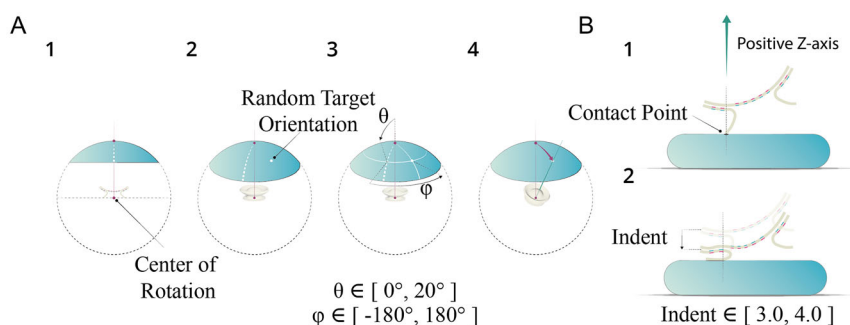 A
1
2
3
4
Random Target
Orientation
θ
φ
Center of
Rotation
θ ∈ [ 0°, 20° ]
φ ∈ [ -180°, 180° ]
B
1
Positive Z-axis
Contact Point
2
Indent
Indent ∈ [ 3.0, 4.0 ]